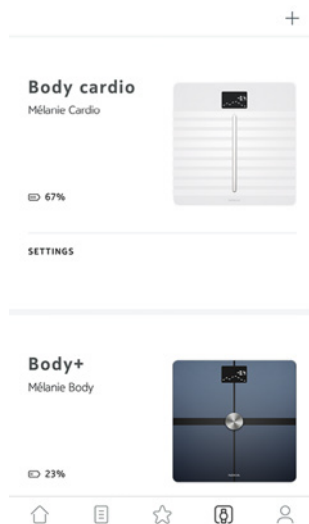 Body cardio
Mélanie Cardio
67%
SETTINGS
Body+
Mélanie Body
23%